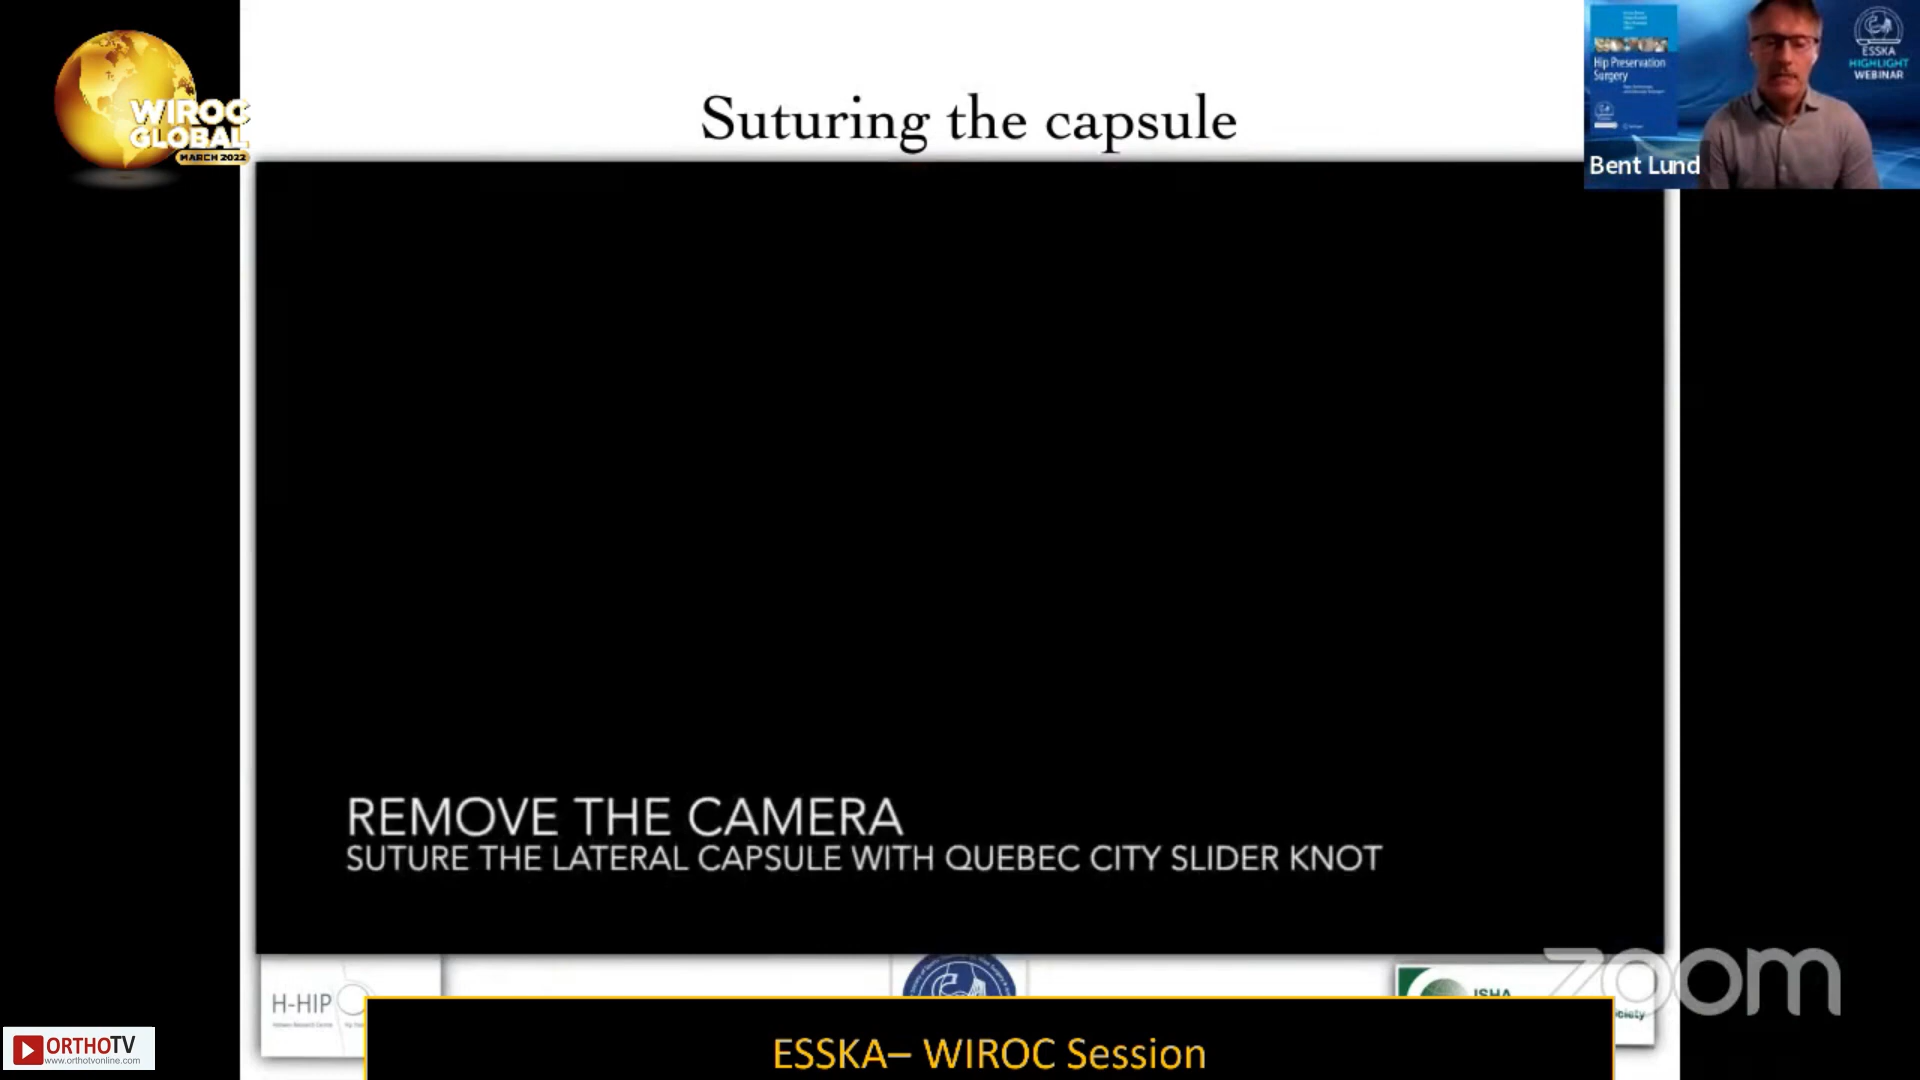 WIROC
GLOBAL
MARCH 2022
Suturing the capsule
Hip Preservation
Surgery
ESSKA
HIGHLIGHT
WEBINAR
Bent Lund
REMOVE THE CAMERA
SUTURE THE LATERAL CAPSULE WITH QUEBEC CITY SLIDER KNOT
H-HIP
ISHA
zoom
ORTHOTV
www.orthotvonline.com
ESSKA– WIROC Session